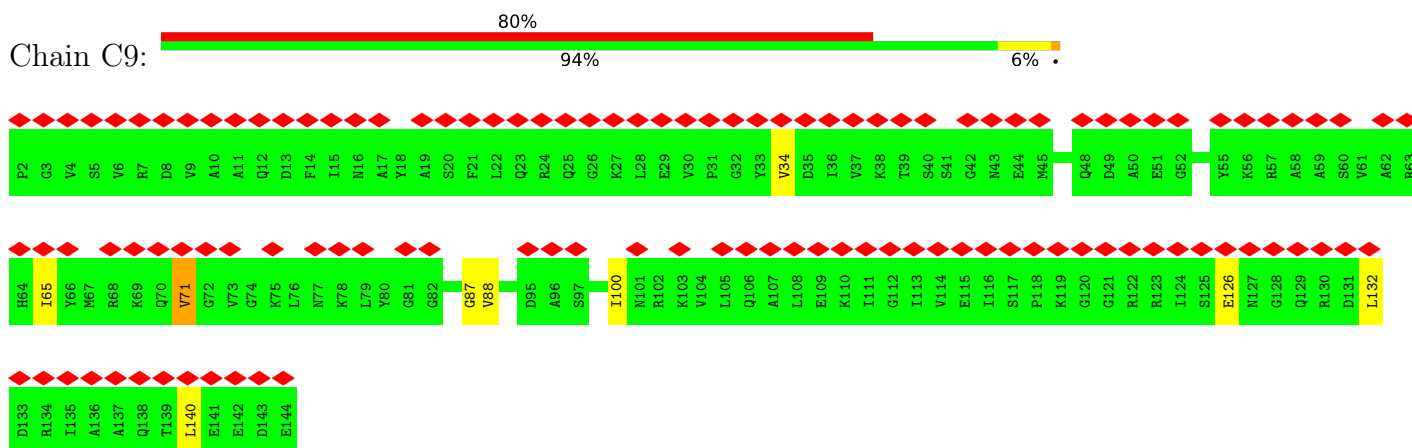 80%
Chain C9:
94% 6% •
P2 G3 V4 S5 V6 R7 D8 V9 A10 A11 Q12 D13 F14 I15 N16 A17 Y18 A19 S20 F21 L22 Q23 R24 Q25 G26 K27 L28 E29 V30 P31 G32 Y33 V34 D35 I36 V37 K38 T39 S40 S41 G42 N43 E44 M45 Q48 D49 A50 E51 G52 Y55 K56 R57 A58 A59 S60 V61 A62 R63
H64 I65 Y66 M67 R68 K69 Q70 V71 G72 V73 G74 K75 L76 N77 K78 L79 Y80 G81 G82 G87 V88 D95 A96 S97 I100 N101 R102 K103 V104 L105 Q106 A107 L108 E109 K110 I111 G112 I113 V114 E115 I116 S117 P118 K119 G120 G121 R122 R123 I124 S125 E126 N127 G128 Q129 R130 D131 L132
D133 R134 I135 A136 A137 Q138 T139 L140 E141 E142 D143 E144